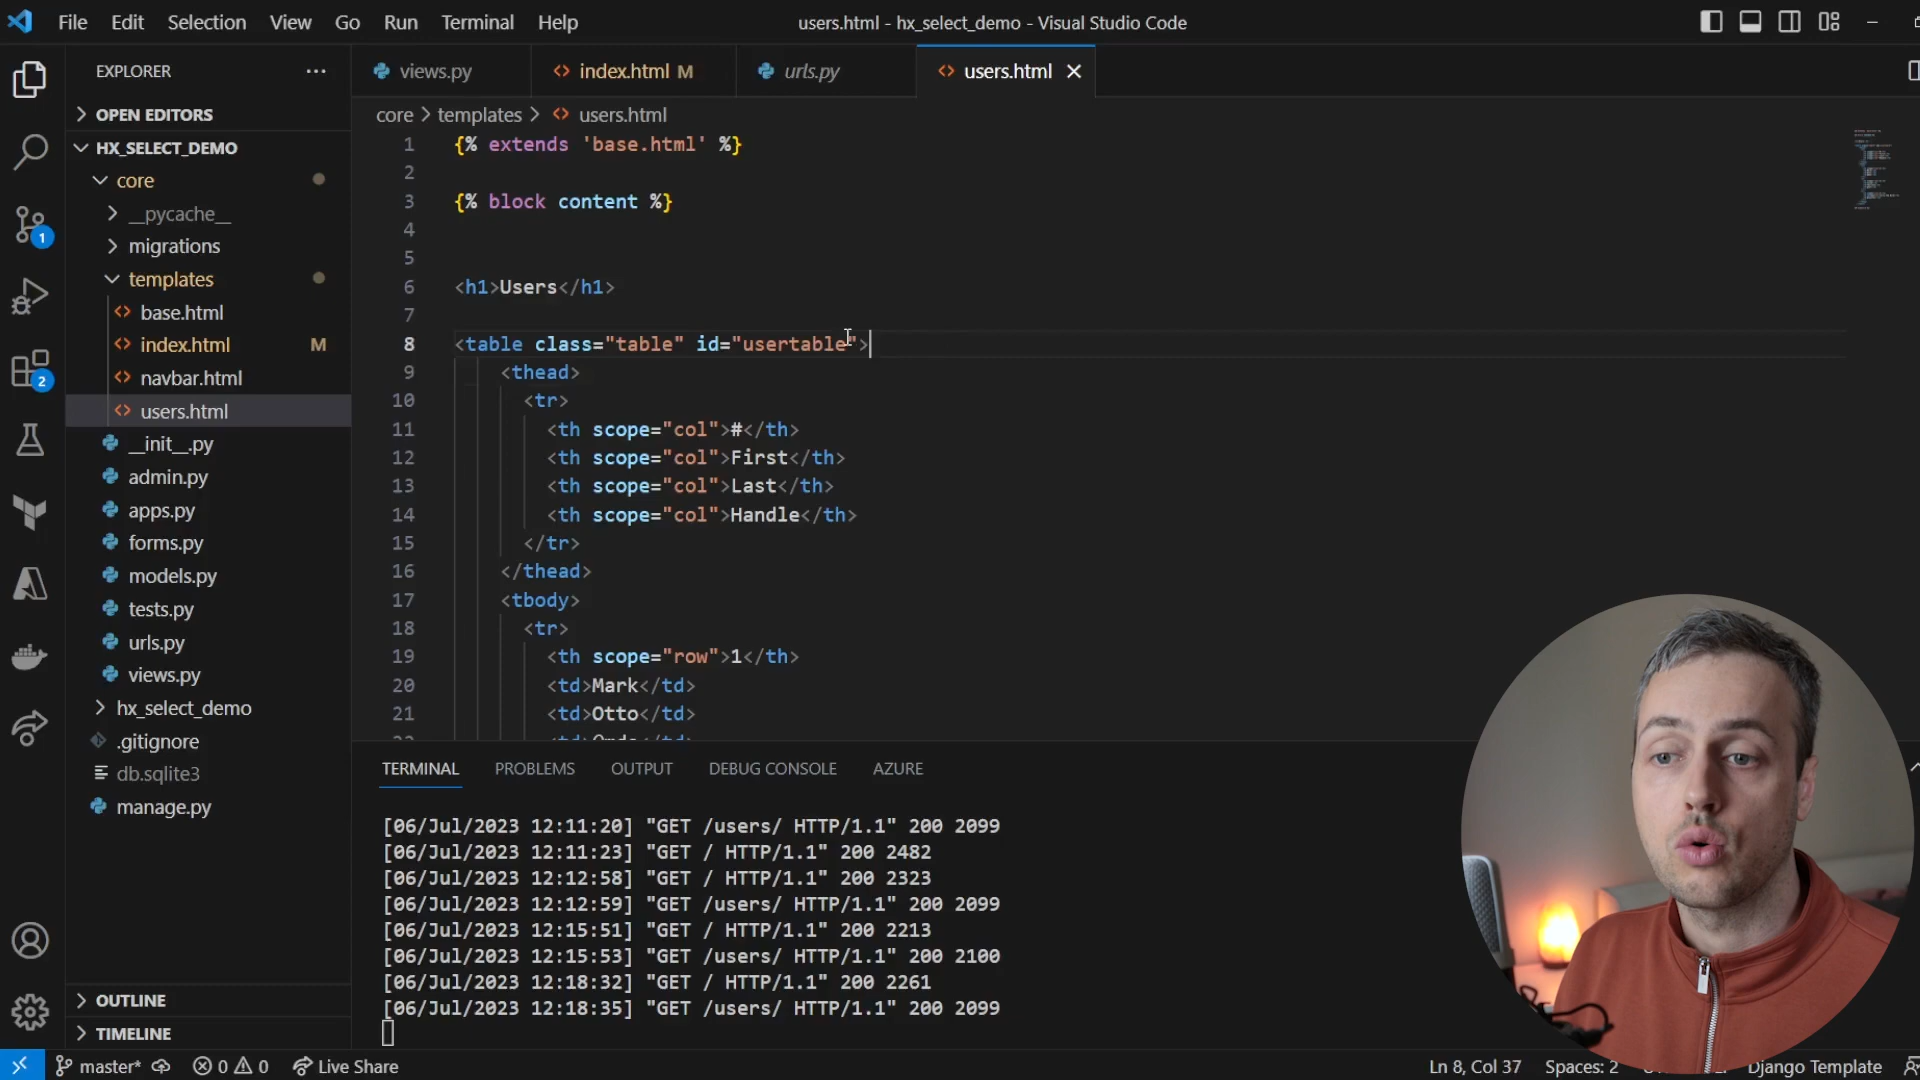 File Edit Selection View Go Run Terminal Help
users.html - hx_select_demo - Visual Studio Code
EXPLORER
OPEN EDITORS
HX_SELECT_DEMO
core
__pycache__
migrations
templates
base.html
index.html M
navbar.html
users.html
__init__.py
admin.py
apps.py
forms.py
models.py
tests.py
urls.py
views.py
hx_select_demo
.gitignore
db.sqlite3
manage.py
OUTLINE
TIMELINE
1
2
views.py index.html M urls.py users.html
core > templates > users.html
1 {% extends 'base.html' %}
2
3 {% block content %}
4
5
6 <h1>Users</h1>
7
8 <table class="table" id="usertable">
9 <thead>
10 <tr>
11 <th scope="col">#</th>
12 <th scope="col">First</th>
13 <th scope="col">Last</th>
14 <th scope="col">Handle</th>
15 </tr>
16 </thead>
17 <tbody>
18 <tr>
19 <th scope="row">1</th>
20 <td>Mark</td>
21 <td>Otto</td>
TERMINAL PROBLEMS OUTPUT DEBUG CONSOLE AZURE
[06/Jul/2023 12:11:20] "GET /users/ HTTP/1.1" 200 2099
[06/Jul/2023 12:11:23] "GET / HTTP/1.1" 200 2482
[06/Jul/2023 12:12:58] "GET / HTTP/1.1" 200 2323
[06/Jul/2023 12:12:59] "GET /users/ HTTP/1.1" 200 2099
[06/Jul/2023 12:15:51] "GET / HTTP/1.1" 200 2213
[06/Jul/2023 12:15:53] "GET /users/ HTTP/1.1" 200 2100
[06/Jul/2023 12:18:32] "GET / HTTP/1.1" 200 2261
[06/Jul/2023 12:18:35] "GET /users/ HTTP/1.1" 200 2099
master* 0 0 Live Share
Ln 8, Col 37 Spaces: 2 Django Template